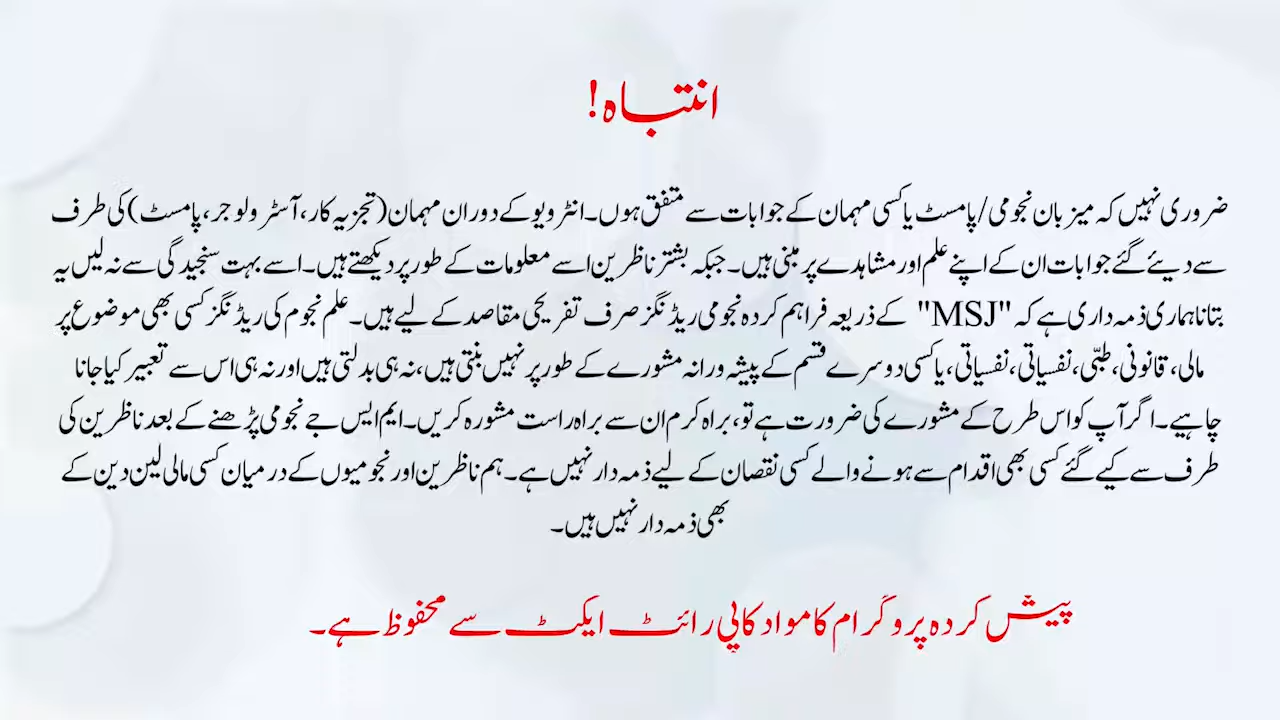 انتباہ!
ضروری نہیں کہ میزبان نجومی/پامسٹ یا کسی مہمان کے جوابات سے متفق ہوں۔ انٹرویو کے دوران مہمان (تجزیہ کار، آسٹرولوجر، پامسٹ) کی طرف
سے دیئے گئے جوابات ان کے اپنے علم اور مشاہدے پر مبنی ہیں۔ جبکہ بشتر ناظرین اسے معلومات کے طور پر دیکھتے ہیں۔ اسے بہت سنجیدگی سے نہ لیں یہ
بتانا ہماری ذمہ داری ہے کہ "MSJ" کے ذریعہ فراہم کردہ نجومی ریڈنگز صرف تفریحی مقاصد کے لیے ہیں۔ علم نجوم کی ریڈنگز کسی بھی موضوع پر
مالی، قانونی، طبّی، نفسیاتی، نفسیاتی، یا کسی دوسرے قسم کے پیشہ ورانہ مشورے کے طور پر نہیں بنتی ہیں، نہ ہی بدلتی ہیں اور نہ ہی اس سے تعبیر کیا جانا
چاہیے۔ اگر آپ کو اس طرح کے مشورے کی ضرورت ہے تو، براہ کرم ان سے براہ راست مشورہ کریں۔ ایم ایس جے نجومی پڑھنے کے بعد ناظرین کی
طرف سے کیے گئے کسی بھی اقدام سے ہونے والے کسی نقصان کے لیے ذمہ دار نہیں ہے۔ ہم ناظرین اور نجومیوں کے درمیان کسی مالی لین دین کے
بھی ذمہ دار نہیں ہیں۔
پیش کردہ پروگرام کا مواد کاپی رائٹ ایکٹ سے محفوظ ہے۔